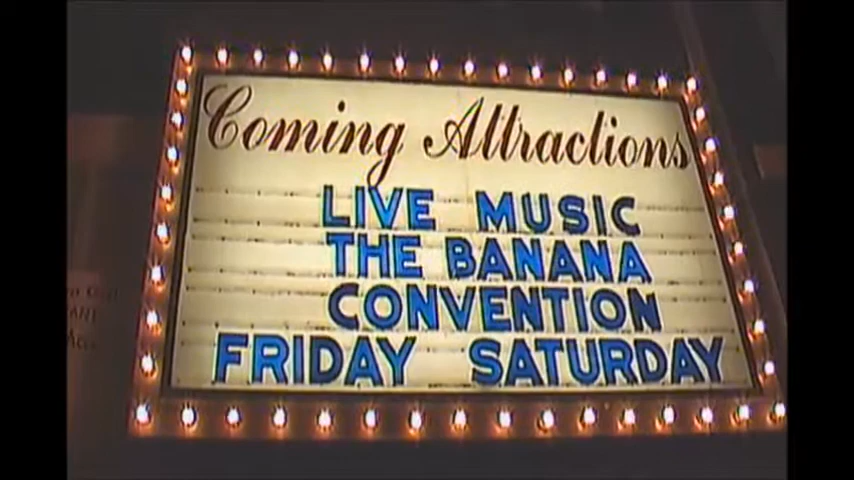 Coming Attractions
LIVE MUSIC
THE BANANA
CONVENTION
FRIDAY SATURDAY